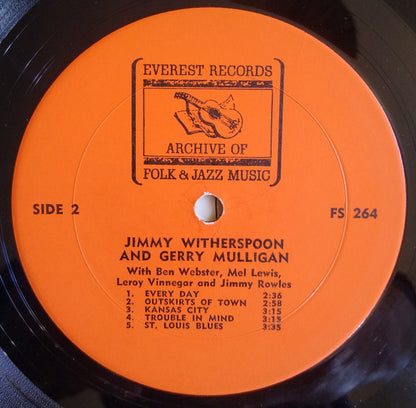 EVEREST RECORDS
ARCHIVE OF
FOLK & JAZZ MUSIC
SIDE 2
FS 264
JIMMY WITHERSPOON
AND GERRY MULLIGAN
With Ben Webster, Mel Lewis,
Leroy Vinnegar and Jimmy Rowles
1. EVERY DAY 2:36
2. OUTSKIRTS OF TOWN 2:58
3. KANSAS CITY 3:15
4. TROUBLE IN MIND 3:15
5. ST. LOUIS BLUES 3:35